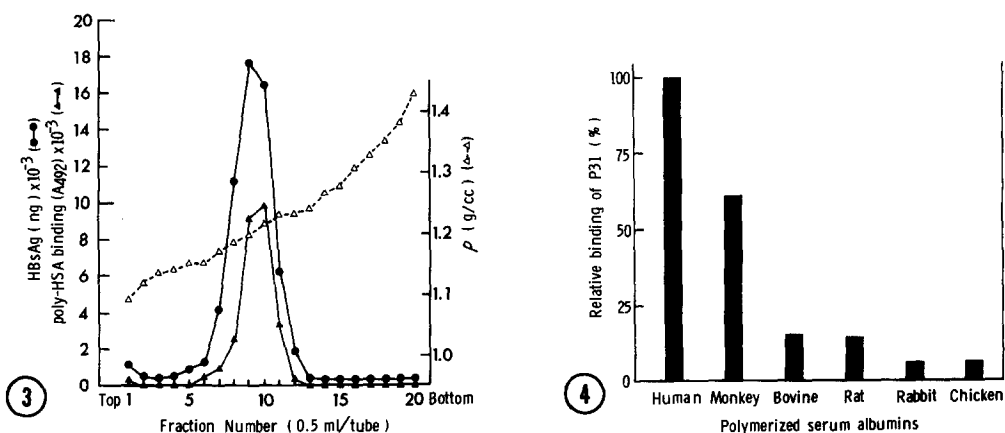 HBsAg (ng) x10-3 (●-●)
poly-HSA binding (A492) x10-3 (▲-▲)
20
18
16
14
12
10
8
6
4
2
0
1.4
1.3
1.2
1.1
1.0
ρ (g/cc) (△-△)
Top 1 5 10 15 20 Bottom
Fraction Number (0.5 ml/tube)
3
Relative binding of P31 (%)
100
75
50
25
0
Human Monkey Bovine Rat Rabbit Chicken
Polymerized serum albumins
4